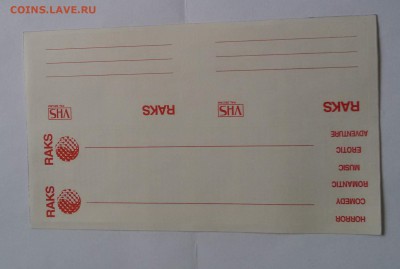 COINS.LAVE.RU
HORROR
RAKS
COMEDY
ROMANTIC
MUSIC
EROTIC
RAKS
ADVENTURE
RAKS VHS RAKS VHS